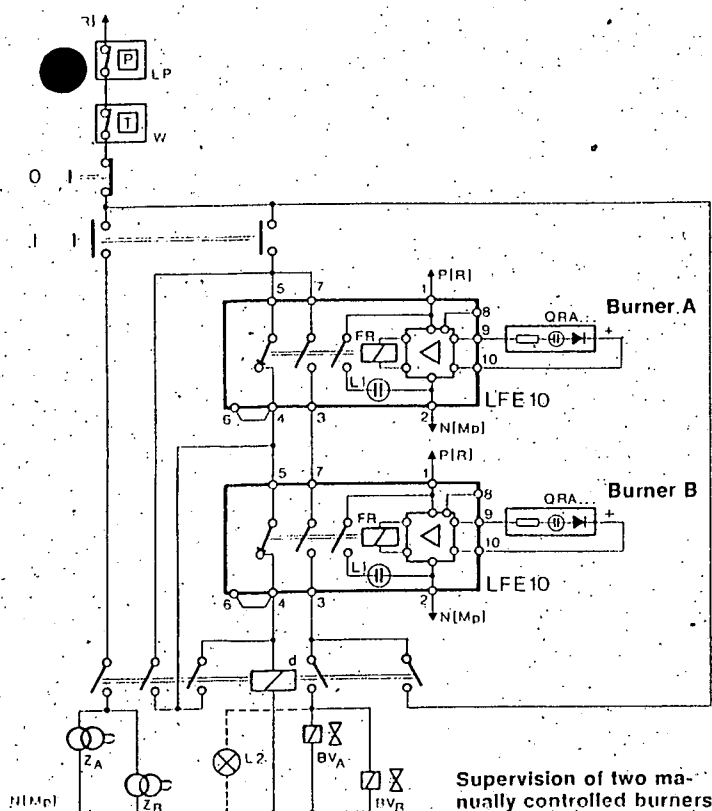 P
LP
T
W
0 I
I I
P[R]
5 7 1
8
Burner A
QRA...
9 +
FR
10
L1
LFE10
6 4 3 2
N[Mp]
P[R]
5 7 1
8
Burner B
QRA...
9 +
FR
10
L1
LFE10
6 4 3 2
N[Mp]
d
ZA
L2
BVA
ZB
BVB
N[Mp]
Supervision of two ma-
nually controlled burners